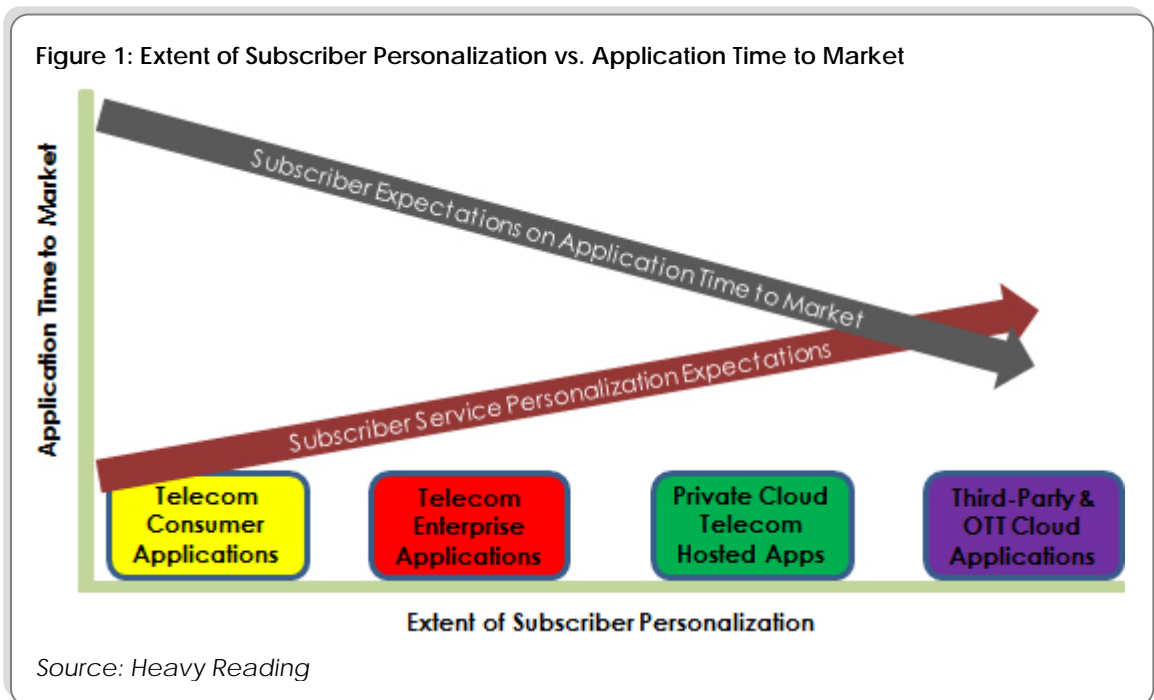 Figure 1: Extent of Subscriber Personalization vs. Application Time to Market
Application Time to Market
Subscriber Expectations on Application Time to Market
Subscriber Service Personalization Expectations
Telecom
Consumer
Applications
Telecom
Enterprise
Applications
Private Cloud
Telecom
Hosted Apps
Third-Party &
OTT Cloud
Applications
Extent of Subscriber Personalization
Source: Heavy Reading